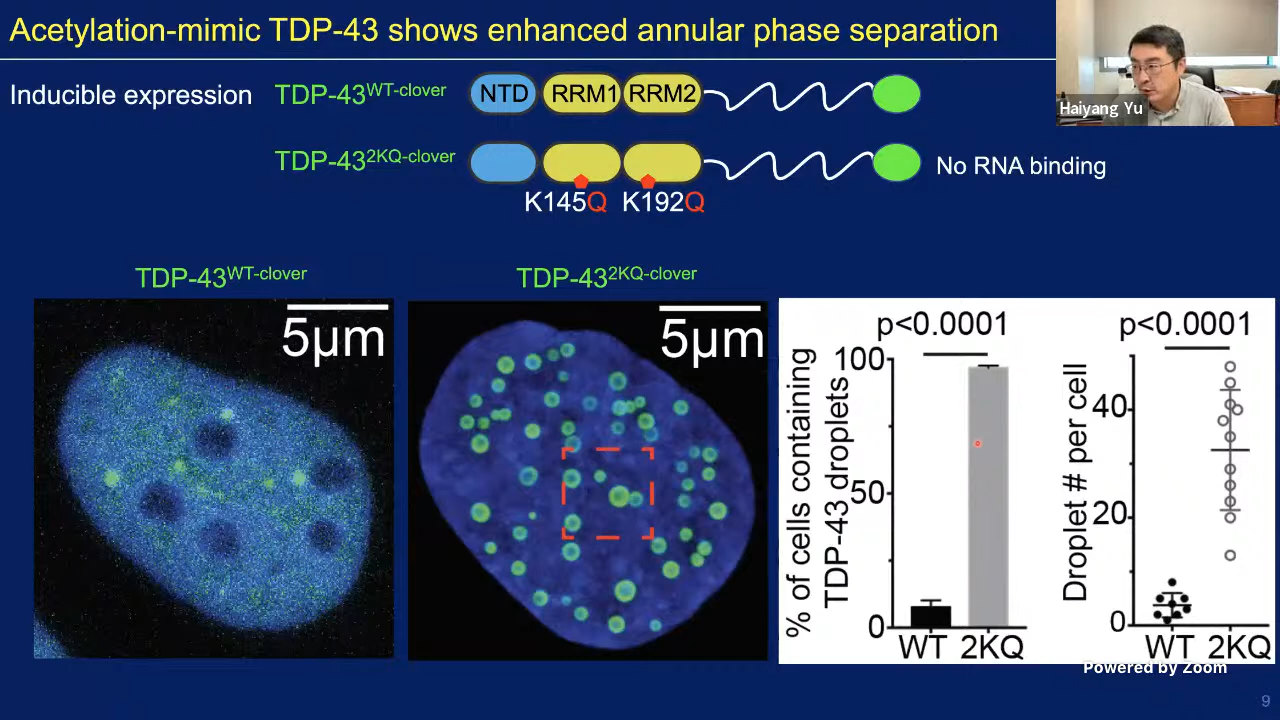 Acetylation-mimic TDP-43 shows enhanced annular phase separation
Haiyang Yu
Inducible expression TDP-43WT-clover NTD RRM1 RRM2
TDP-432KQ-clover No RNA binding
K145Q K192Q
TDP-43WT-clover TDP-432KQ-clover
5μm
5μm
p<0.0001
% of cells containing
TDP-43 droplets
100
50
0
WT 2KQ
p<0.0001
Droplet # per cell
40
20
0
WT 2KQ
Powered by Zoom
9